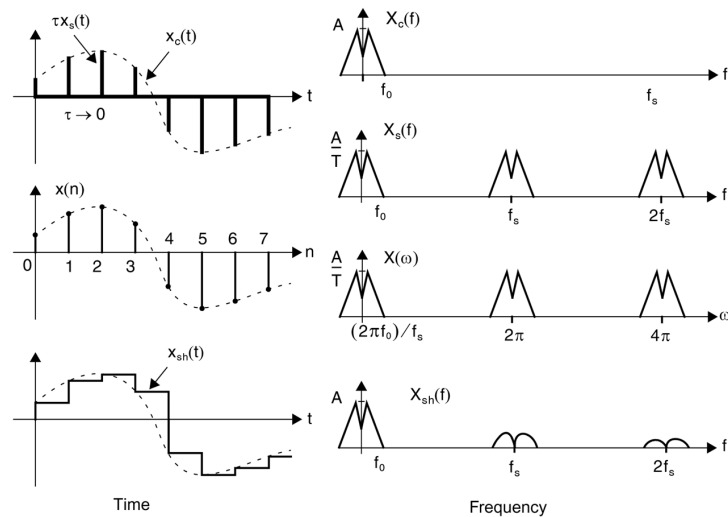 τx_s(t)
x_c(t)
t
τ → 0
x(n)
0 1 2 3 4 5 6 7
n
x_sh(t)
t
Time
A
X_c(f)
f_0
f_s
f
A/T
X_s(f)
f_0
f_s
2f_s
f
A/T
X(ω)
(2πf_0)/f_s
2π
4π
ω
A
X_sh(f)
f_0
f_s
2f_s
f
Frequency